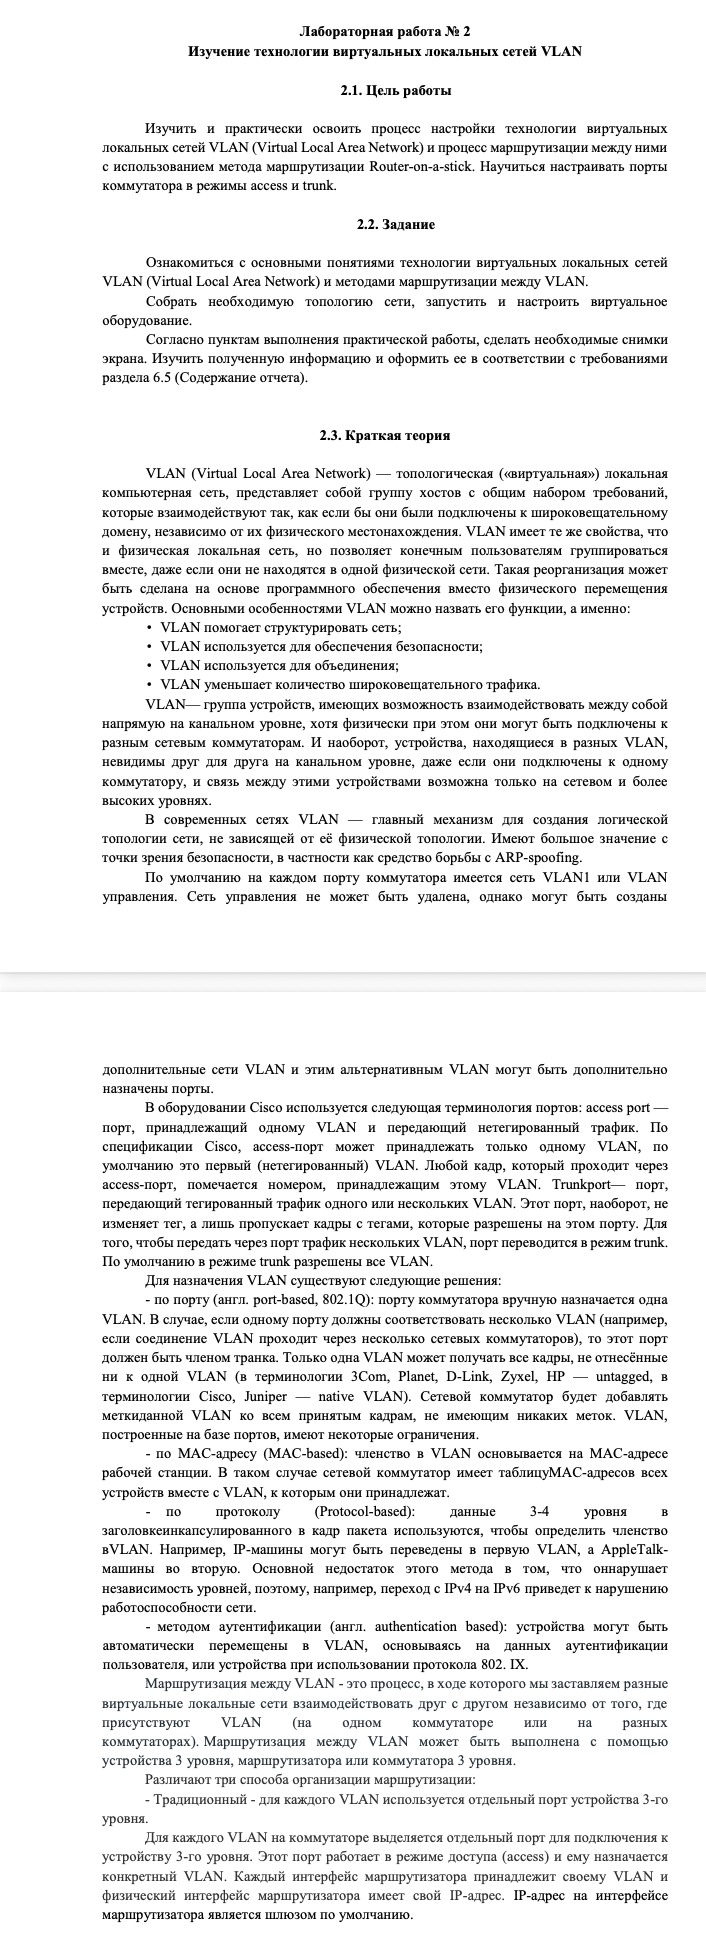 Лабораторная работа № 2
Изучение технологии виртуальных локальных сетей VLAN
2.1. Цель работы
Изучить и практически освоить процесс настройки технологии виртуальных
локальных сетей VLAN (Virtual Local Area Network) и процесс маршрутизации между ними
с использованием метода маршрутизации Router-on-a-stick. Научиться настраивать порты
коммутатора в режимы access и trunk.
2.2. Задание
Ознакомиться с основными понятиями технологии виртуальных локальных сетей
VLAN (Virtual Local Area Network) и методами маршрутизации между VLAN.
Собрать необходимую топологию сети, запустить и настроить виртуальное
оборудование.
Согласно пунктам выполнения практической работы, сделать необходимые снимки
экрана. Изучить полученную информацию и оформить ее в соответствии с требованиями
раздела 6.5 (Содержание отчета).
2.3. Краткая теория
VLAN (Virtual Local Area Network) — топологическая («виртуальная») локальная
компьютерная сеть, представляет собой группу хостов с общим набором требований,
которые взаимодействуют так, как если бы они были подключены к широковещательному
домену, независимо от их физического местонахождения. VLAN имеет те же свойства, что
и физическая локальная сеть, но позволяет конечным пользователям группироваться
вместе, даже если они не находятся в одной физической сети. Такая реорганизация может
быть сделана на основе программного обеспечения вместо физического перемещения
устройств. Основными особенностями VLAN можно назвать его функции, а именно:
• VLAN помогает структурировать сеть;
• VLAN используется для обеспечения безопасности;
• VLAN используется для объединения;
• VLAN уменьшает количество широковещательного трафика.
VLAN— группа устройств, имеющих возможность взаимодействовать между собой
напрямую на канальном уровне, хотя физически при этом они могут быть подключены к
разным сетевым коммутаторам. И наоборот, устройства, находящиеся в разных VLAN,
невидимы друг для друга на канальном уровне, даже если они подключены к одному
коммутатору, и связь между этими устройствами возможна только на сетевом и более
высоких уровнях.
В современных сетях VLAN — главный механизм для создания логической
топологии сети, не зависящей от её физической топологии. Имеют большое значение с
точки зрения безопасности, в частности как средство борьбы с ARP-spoofing.
По умолчанию на каждом порту коммутатора имеется сеть VLAN1 или VLAN
управления. Сеть управления не может быть удалена, однако могут быть созданы
дополнительные сети VLAN и этим альтернативным VLAN могут быть дополнительно
назначены порты.
В оборудовании Cisco используется следующая терминология портов: access port —
порт, принадлежащий одному VLAN и передающий нетегированный трафик. По
спецификации Cisco, access-порт может принадлежать только одному VLAN, по
умолчанию это первый (нетегированный) VLAN. Любой кадр, который проходит через
access-порт, помечается номером, принадлежащим этому VLAN. Trunkport— порт,
передающий тегированный трафик одного или нескольких VLAN. Этот порт, наоборот, не
изменяет тег, а лишь пропускает кадры с тегами, которые разрешены на этом порту. Для
того, чтобы передать через порт трафик нескольких VLAN, порт переводится в режим trunk.
По умолчанию в режиме trunk разрешены все VLAN.
Для назначения VLAN существуют следующие решения:
- по порту (англ. port-based, 802.1Q): порту коммутатора вручную назначается одна
VLAN. В случае, если одному порту должны соответствовать несколько VLAN (например,
если соединение VLAN проходит через несколько сетевых коммутаторов), то этот порт
должен быть членом транка. Только одна VLAN может получать все кадры, не отнесённые
ни к одной VLAN (в терминологии 3Com, Planet, D-Link, Zyxel, HP — untagged, в
терминологии Cisco, Juniper — native VLAN). Сетевой коммутатор будет добавлять
меткиданной VLAN ко всем принятым кадрам, не имеющим никаких меток. VLAN,
построенные на базе портов, имеют некоторые ограничения.
- по MAC-адресу (MAC-based): членство в VLAN основывается на MAC-адресе
рабочей станции. В таком случае сетевой коммутатор имеет таблицуMAC-адресов всех
устройств вместе с VLAN, к которым они принадлежат.
- по протоколу (Protocol-based): данные 3-4 уровня в
заголовкеинкапсулированного в кадр пакета используются, чтобы определить членство
вVLAN. Например, IP-машины могут быть переведены в первую VLAN, а AppleTalk-
машины во вторую. Основной недостаток этого метода в том, что оннарушает
независимость уровней, поэтому, например, переход с IPv4 на IPv6 приведет к нарушению
работоспособности сети.
- методом аутентификации (англ. authentication based): устройства могут быть
автоматически перемещены в VLAN, основываясь на данных аутентификации
пользователя, или устройства при использовании протокола 802. IX.
Маршрутизация между VLAN - это процесс, в ходе которого мы заставляем разные
виртуальные локальные сети взаимодействовать друг с другом независимо от того, где
присутствуют VLAN (на одном коммутаторе или на разных
коммутаторах). Маршрутизация между VLAN может быть выполнена с помощью
устройства 3 уровня, маршрутизатора или коммутатора 3 уровня.
Различают три способа организации маршрутизации:
- Традиционный - для каждого VLAN используется отдельный порт устройства 3-го
уровня.
Для каждого VLAN на коммутаторе выделяется отдельный порт для подключения к
устройству 3-го уровня. Этот порт работает в режиме доступа (access) и ему назначается
конкретный VLAN. Каждый интерфейс маршрутизатора принадлежит своему VLAN и
физический интерфейс маршрутизатора имеет свой IP-адрес. IP-адрес на интерфейсе
маршрутизатора является шлюзом по умолчанию.